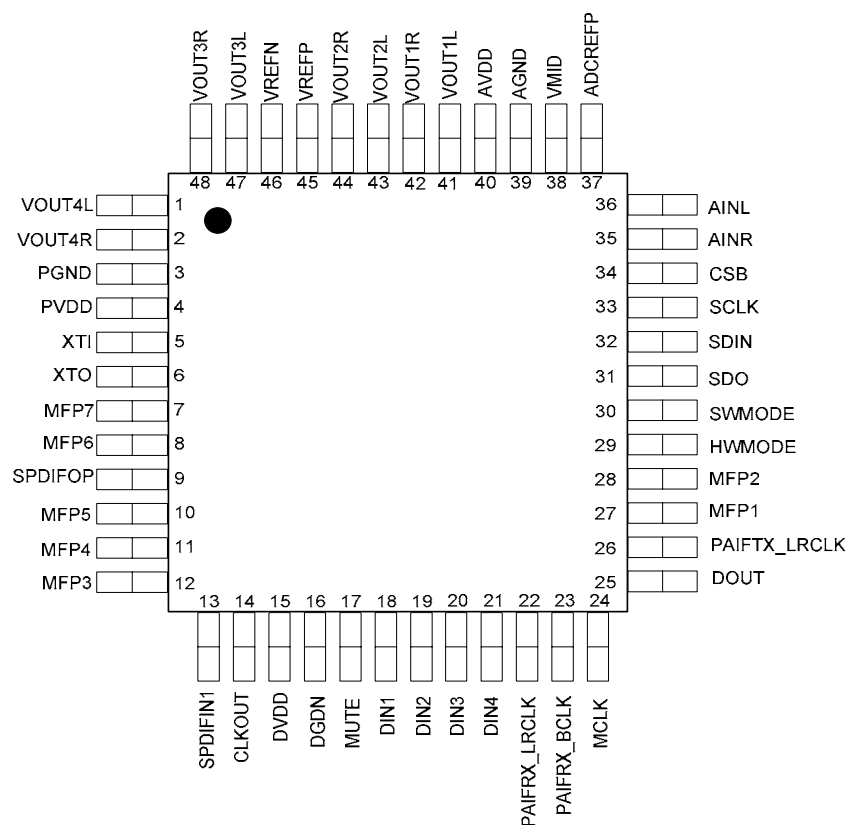 VOUT3R VOUT3L VREFN VREFP VOUT2R VOUT2L VOUT1R VOUT1L AVDD AGND VMID ADCREFP
48 47 46 45 44 43 42 41 40 39 38 37
VOUT4L 1 36 AINL
VOUT4R 2 35 AINR
PGND 3 34 CSB
PVDD 4 33 SCLK
XTI 5 32 SDIN
XTO 6 31 SDO
MFP7 7 30 SWMODE
MFP6 8 29 HWMODE
SPDIFOP 9 28 MFP2
MFP5 10 27 MFP1
MFP4 11 26 PAIFTX_LRCLK
MFP3 12 25 DOUT
13 14 15 16 17 18 19 20 21 22 23 24
SPDIFIN1 CLKOUT DVDD DGDN MUTE DIN1 DIN2 DIN3 DIN4 PAIFRX_LRCLK PAIFRX_BCLK MCLK